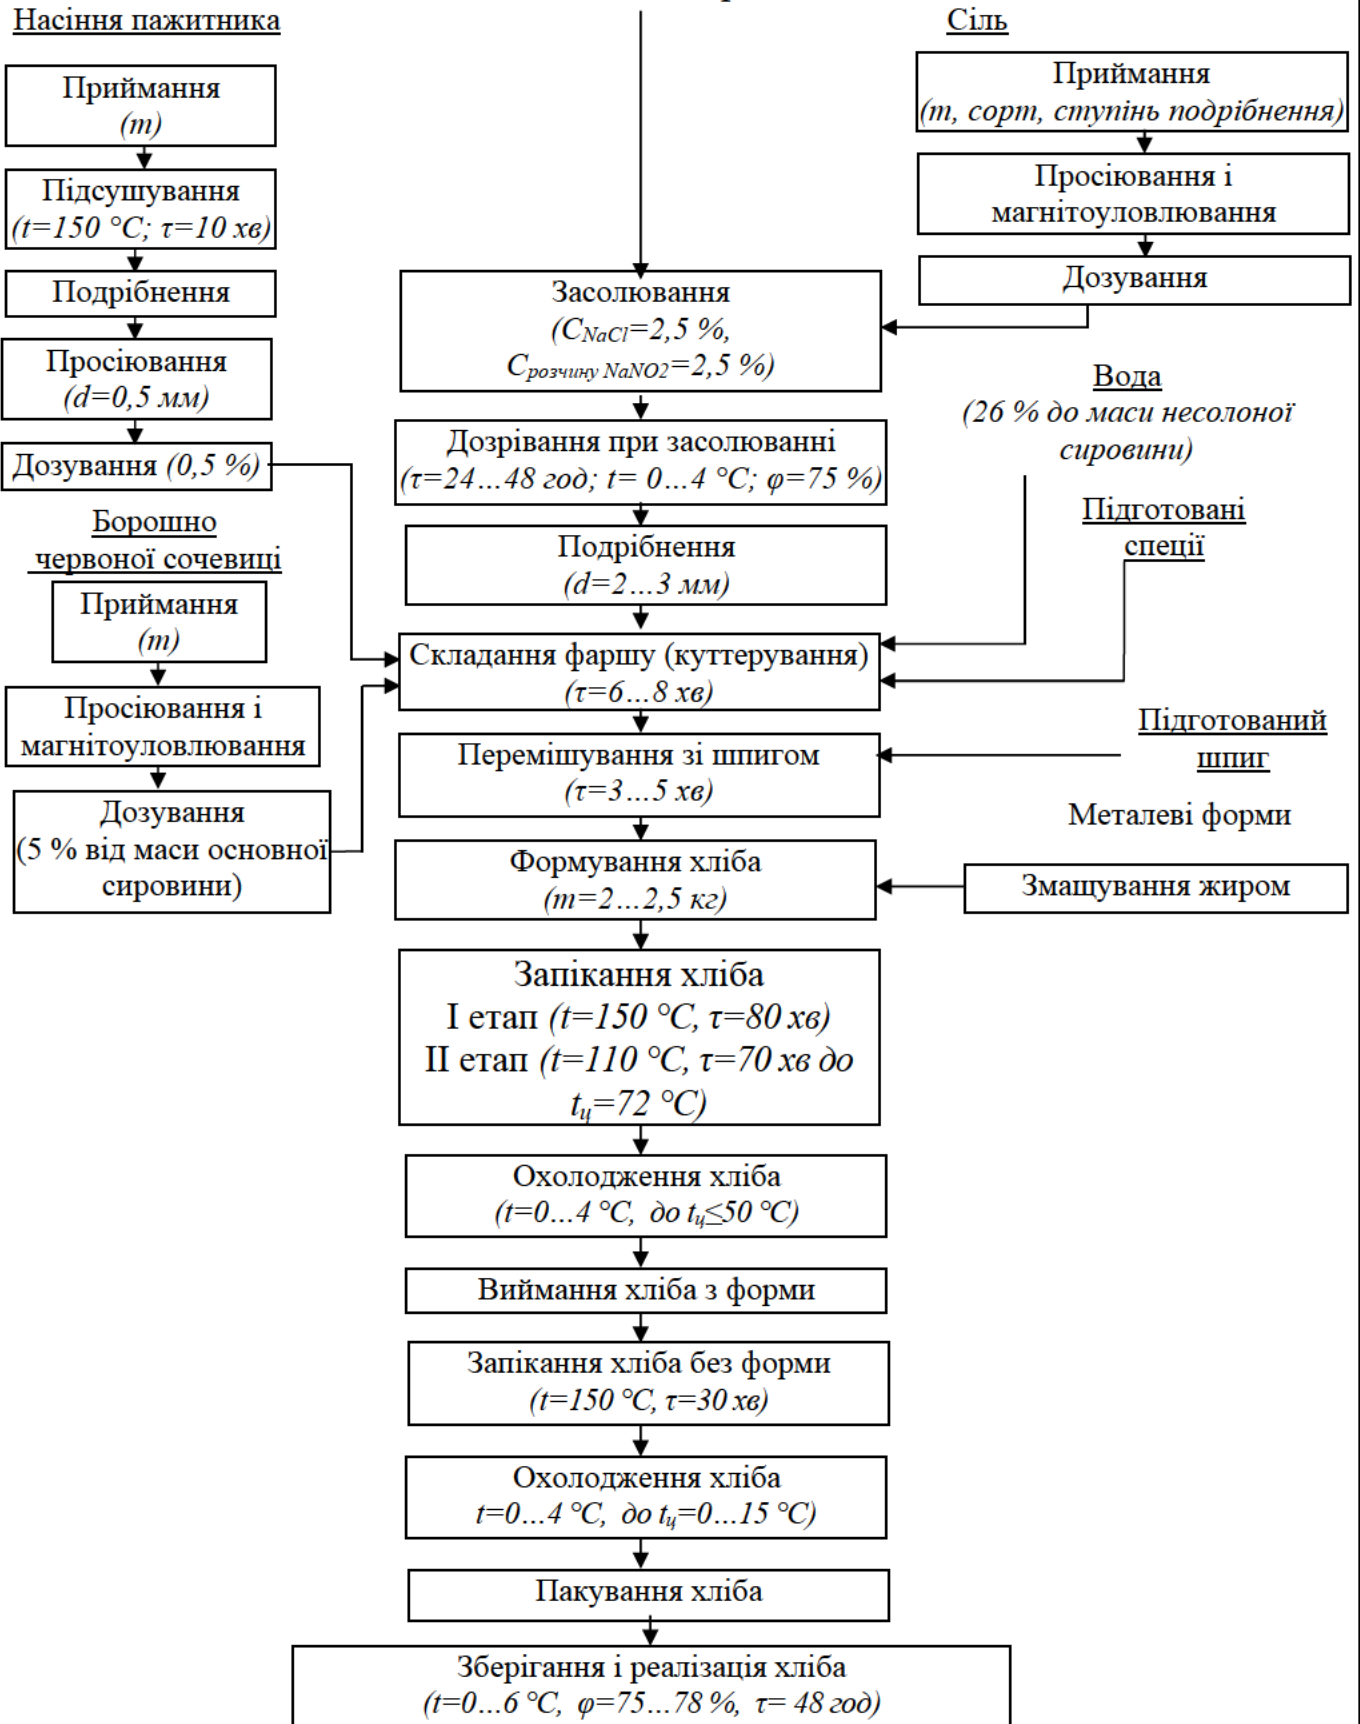 Насіння пажитника
Приймання
(m)
Підсушування
(t=150 °C; τ=10 хв)
Подрібнення
Просіювання
(d=0,5 мм)
Дозування (0,5 %)
Борошно
червоної сочевиці
Приймання
(m)
Просіювання і
магнітоуловлювання
Дозування
(5 % від маси основної
сировини)
Сіль
Приймання
(m, сорт, ступінь подрібнення)
Просіювання і
магнітоуловлювання
Дозування
Засолювання
(CNaCl=2,5 %,
Cрозчину NaNO2=2,5 %)
Дозрівання при засолюванні
(τ=24…48 год; t= 0…4 °C; φ=75 %)
Подрібнення
(d=2…3 мм)
Вода
(26 % до маси несолоної
сировини)
Підготовані
спеції
Складання фаршу (куттерування)
(τ=6…8 хв)
Підготований
шпиг
Перемішування зі шпигом
(τ=3…5 хв)
Металеві форми
Змащування жиром
Формування хліба
(m=2…2,5 кг)
Запікання хліба
І етап (t=150 °C, τ=80 хв)
ІІ етап (t=110 °C, τ=70 хв до
tц=72 °C)
Охолодження хліба
(t=0…4 °C, до tц≤50 °C)
Виймання хліба з форми
Запікання хліба без форми
(t=150 °C, τ=30 хв)
Охолодження хліба
t=0…4 °C, до tц=0…15 °C)
Пакування хліба
Зберігання і реалізація хліба
(t=0…6 °C, φ=75…78 %, τ= 48 год)